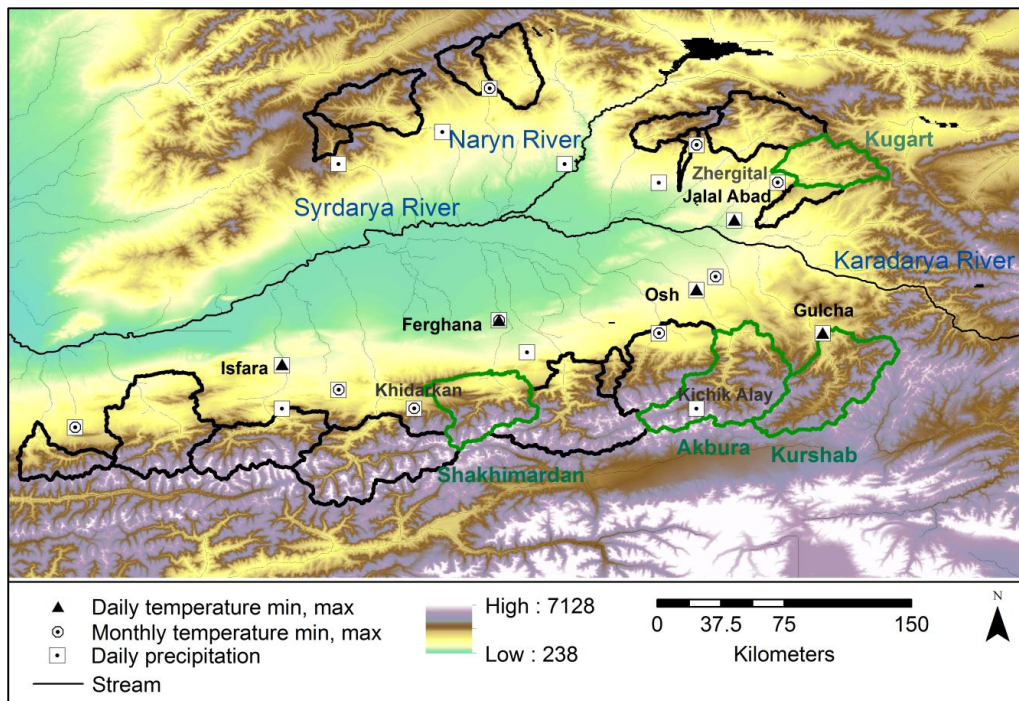 Naryn River
Kugart
Zhergital
Jalal Abad
Syrdarya River
Karadarya River
Osh
Gulcha
Ferghana
Isfara
Khidarkan
Kichik Alay
Akbura
Kurshab
Shakhimardan
Daily temperature min, max
Monthly temperature min, max
Daily precipitation
Stream
High : 7128
Low : 238
0 37.5 75 150
Kilometers
N